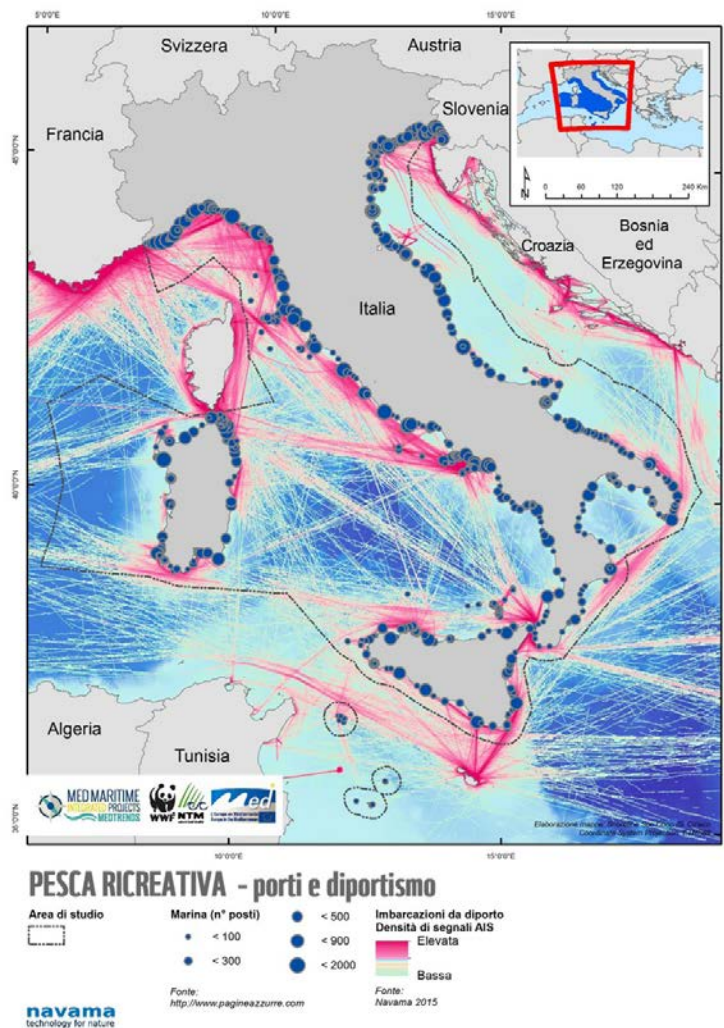 5°0'0"E
10°0'0"E
15°0'0"E
Svizzera
Austria
Slovenia
Francia
45°0'0"N
0 60 120 240 Km
Croazia
Bosnia
ed
Erzegovina
Italia
40°0'0"N
Algeria
Tunisia
MED MARITIME
INTEGRATED PROJECTS
MEDTRENDS
WWF
NTM
med
10°0'0"E
15°0'0"E
PESCA RICREATIVA - porti e diportismo
Area di studio
Marina (n° posti)
< 100
< 300
< 500
< 900
< 2000
Imbarcazioni da diporto
Densità di segnali AIS
Elevata
Bassa
Fonte:
http://www.pagineazzurre.com
Fonte:
Navama 2015
navama
technology for nature